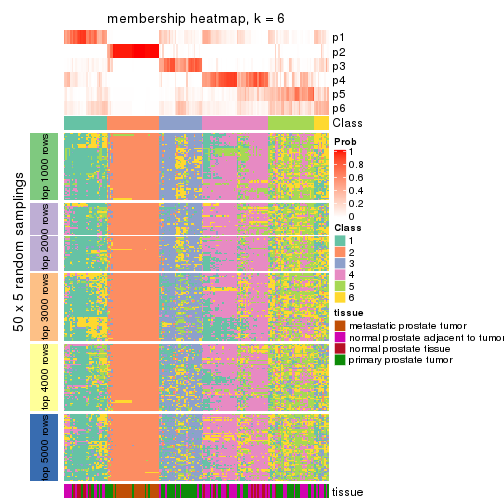 membership heatmap, k = 6
p1
p2
p3
p4
p5
p6
Class
50 x 5 random samplings
top 1000 rows
top 2000 rows
top 3000 rows
top 4000 rows
top 5000 rows
Prob
1
0.8
0.6
0.4
0.2
0
Class
1
2
3
4
5
6
tissue
metastatic prostate tumor
normal prostate adjacent to tumor
normal prostate tissue
primary prostate tumor
tissue